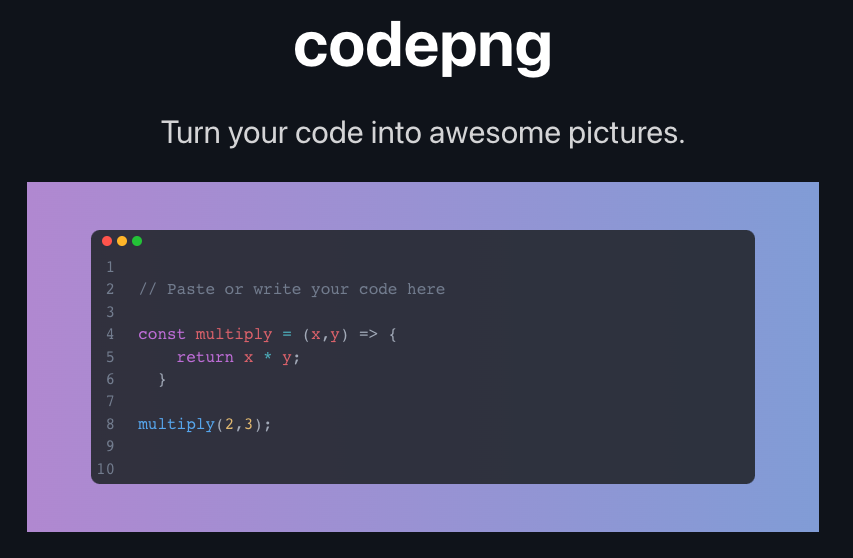 codepng
Turn your code into awesome pictures.
1
2 // Paste or write your code here
3
4 const multiply = (x,y) => {
5     return x * y;
6   }
7
8 multiply(2,3);
9
10